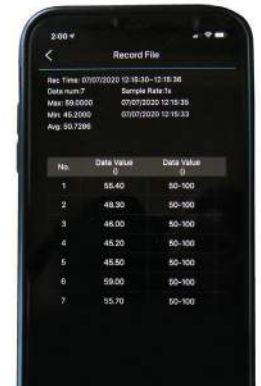 2:00
Record File
Rec Time: 07/07/2020 12:15:30~12:15:36
Data num:7 Sample Rate:1s
Max: 59.0000 07/07/2020 12:15:35
Min: 45.2000 07/07/2020 12:15:33
Avg: 50.7286
No. Data Value Data Value
() ()
1 55.40 50-100
2 48.30 50-100
3 46.00 50-100
4 45.20 50-100
5 45.50 50-100
6 59.00 50-100
7 55.70 50-100